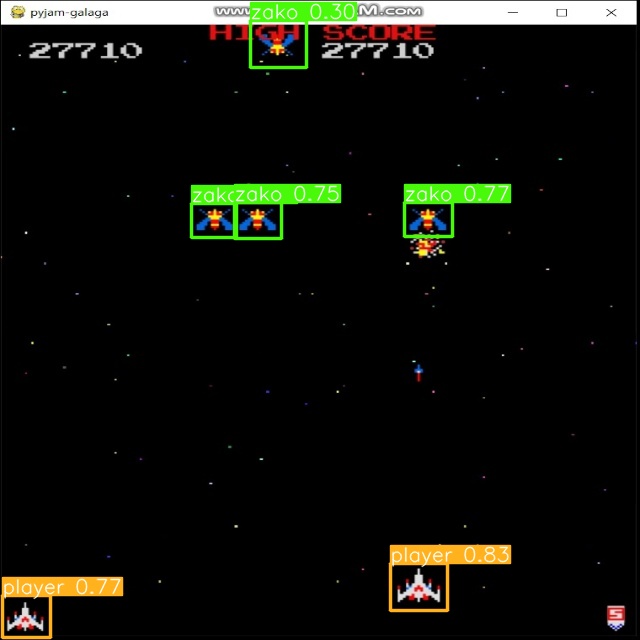 pyjam-galaga
zako 0.30
HIGH SCORE
27710
27710
zako 0.75
zako 0.77
player 0.83
player 0.77
5